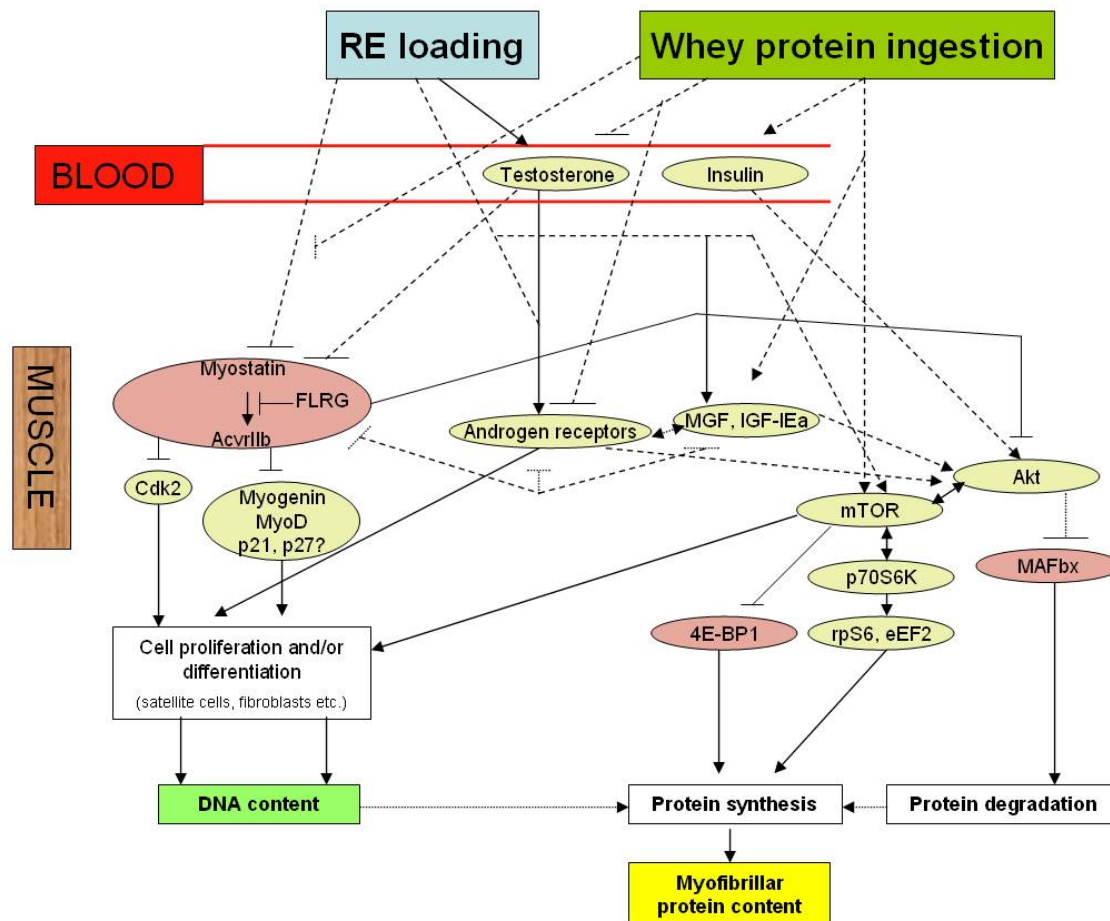 RE loading
Whey protein ingestion
BLOOD
Testosterone
Insulin
MUSCLE
Myostatin
FLRG
AcvrIIb
Androgen receptors
MGF, IGF-IEa
Akt
Cdk2
Myogenin
MyoD
p21, p27?
mTOR
p70S6K
MAFbx
4E-BP1
rpS6, eEF2
Cell proliferation and/or
differentiation
(satellite cells, fibroblasts etc.)
DNA content
Protein synthesis
Protein degradation
Myofibrillar
protein content